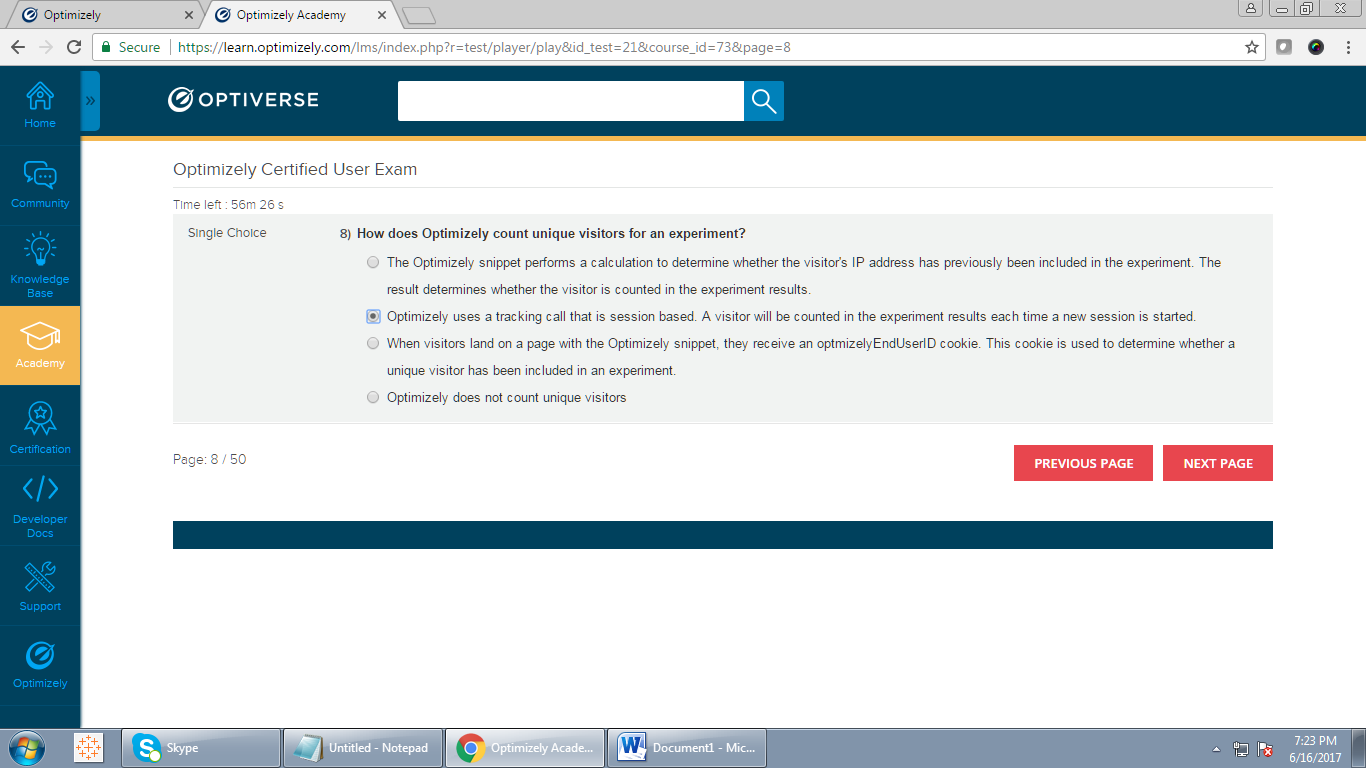 Optimizely
Optimizely Academy
Secure
https://learn.optimizely.com/lms/index.php?r=test/player/play&id_test=21&course_id=73&page=8
OPTIVERSE
Home
Community
Knowledge
Base
Academy
Certification
Developer
Docs
Support
Optimizely
Optimizely Certified User Exam
Time left : 56m 26 s
Single Choice
8) How does Optimizely count unique visitors for an experiment?
The Optimizely snippet performs a calculation to determine whether the visitor's IP address has previously been included in the experiment. The
result determines whether the visitor is counted in the experiment results.
Optimizely uses a tracking call that is session based. A visitor will be counted in the experiment results each time a new session is started.
When visitors land on a page with the Optimizely snippet, they receive an optmizelyEndUserID cookie. This cookie is used to determine whether a
unique visitor has been included in an experiment.
Optimizely does not count unique visitors
Page: 8 / 50
PREVIOUS PAGE
NEXT PAGE
Skype
Untitled - Notepad
Optimizely Acade...
Document1 - Mic...
7:23 PM
6/16/2017